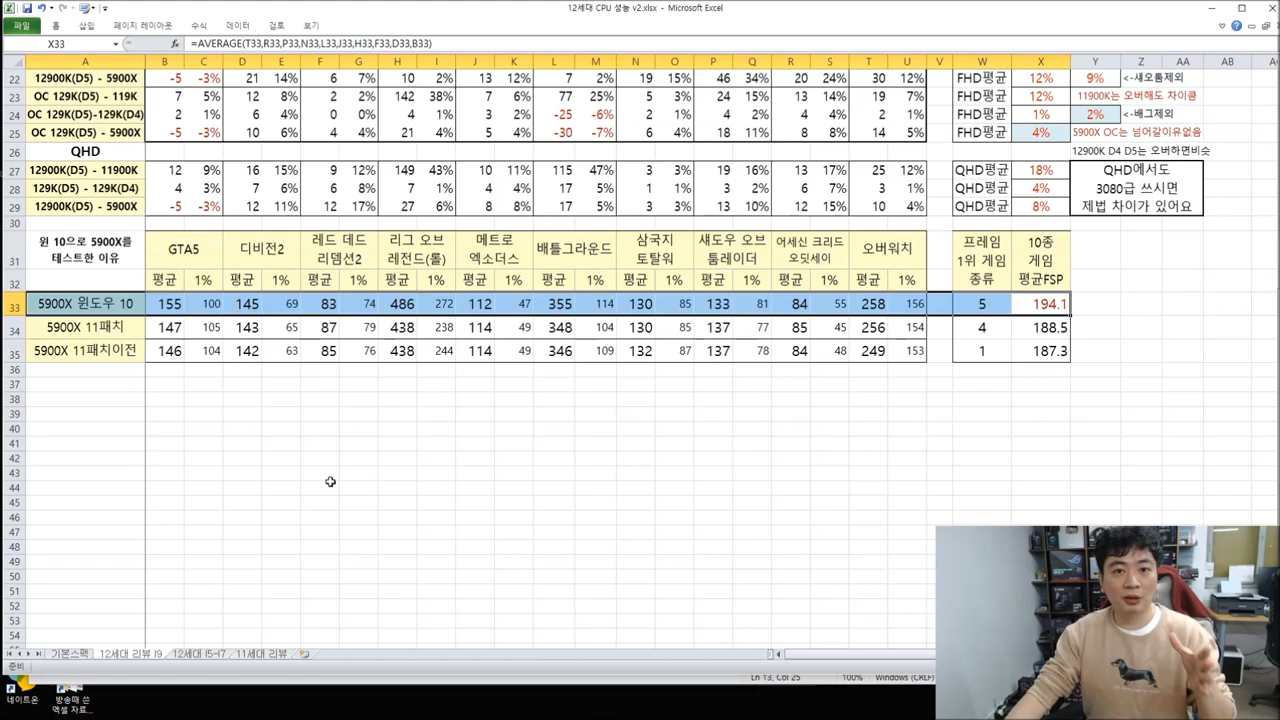 12세대 CPU 성능 v2.xlsx - Microsoft Excel
파일 홈 삽입 페이지 레이아웃 수식 데이터 검토 보기
X33 fx =AVERAGE(T33,R33,P33,N33,L33,J33,H33,F33,D33,B33)
A B C D E F G H I J K L M N O P Q R S T U V W X Y Z AA AB AC
22 12900K(D5) - 5900X -5 -3% 21 14% 6 7% 10 2% 13 12% 7 2% 19 15% 46 34% 20 24% 30 12% FHD평균 12% 9% <-섀오툼제외
23 OC 129K(D5) - 119K 7 5% 12 8% 2 2% 142 38% 7 6% 77 25% 5 3% 24 15% 8 10% 19 7% FHD평균 12% 11900K는 오버해도 차이큼
24 OC 129K(D5)-129K(D4) 2 1% 6 4% 0 0% 4 1% 3 2% -25 -6% 2 1% 4 2% 4 4% 2 1% FHD평균 1% 2% <-배그제외
25 OC 129K(D5) - 5900X -5 -3% 10 6% 4 4% 21 4% 5 4% -30 -7% 6 4% 18 11% 8 8% 14 5% FHD평균 4% 5900X OC는 넘어갈이유없음
26 QHD 12900K D4 D5는 오버하면비슷
27 12900K(D5) - 11900K 12 9% 16 15% 9 12% 149 43% 10 11% 115 47% 3 3% 17 14% 13 17% 25 12% QHD평균 18% QHD에서도
28 129K(D5) - 129K(D4) 4 3% 7 6% 6 8% 7 1% 4 4% 17 5% 1 1% 3 2% 6 7% 3 1% QHD평균 4% 3080급 쓰시면
29 12900K(D5) - 5900X -5 -3% 12 11% 12 17% 27 6% 8 8% 17 5% 3 3% 13 10% 12 15% 10 4% QHD평균 8% 제법 차이가 있어요
30
31 윈 10으로 5900X를 테스트한 이유 GTA5 디비전2 레드 데드 리뎀션2 리그 오브 레전드(롤) 메트로 엑소더스 배틀그라운드 삼국지 토탈워 섀도우 오브 툼레이더 어세신 크리드 오딧세이 오버워치 프레임 1위 게임 종류 10종 게임 평균FSP
32 평균 1% 평균 1% 평균 1% 평균 1% 평균 1% 평균 1% 평균 1% 평균 1% 평균 1% 평균 1%
33 5900X 윈도우 10 155 100 145 69 83 74 486 272 112 47 355 114 130 85 133 81 84 55 258 156 5 194.1
34 5900X 11패치 147 105 143 65 87 79 438 238 114 49 348 104 130 85 137 77 85 45 256 154 4 188.5
35 5900X 11패치이전 146 104 142 63 85 76 438 244 114 49 346 109 132 87 137 78 84 48 249 153 1 187.3
36
37
38
39
40
41
42
43
44
45
46
47
48
49
50
51
52
53
54
기본스팩 12세대 리뷰 I9 12세대 I5-I7 11세대 리뷰
준비
Ln 13, Col 25 100% Windows (CRLF)
네이트온
방송때 쓴
엑셀 자료...